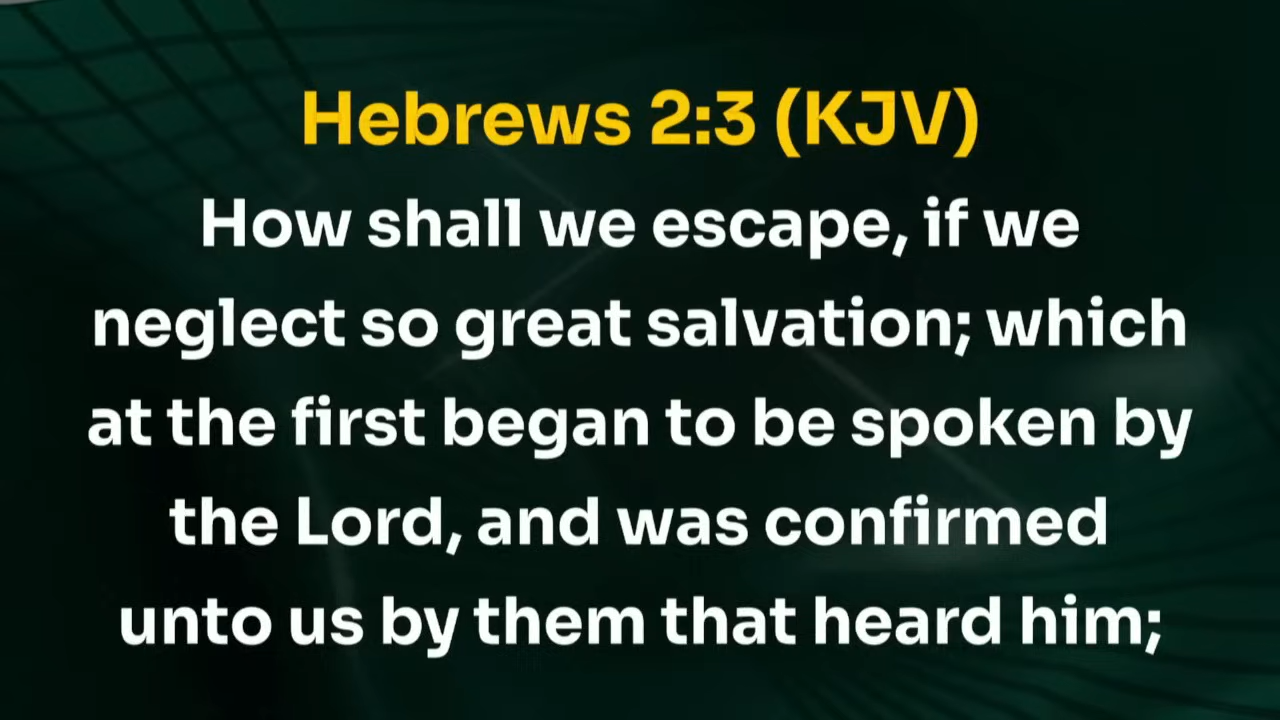 Hebrews 2:3 (KJV)
How shall we escape, if we
neglect so great salvation; which
at the first began to be spoken by
the Lord, and was confirmed
unto us by them that heard him;